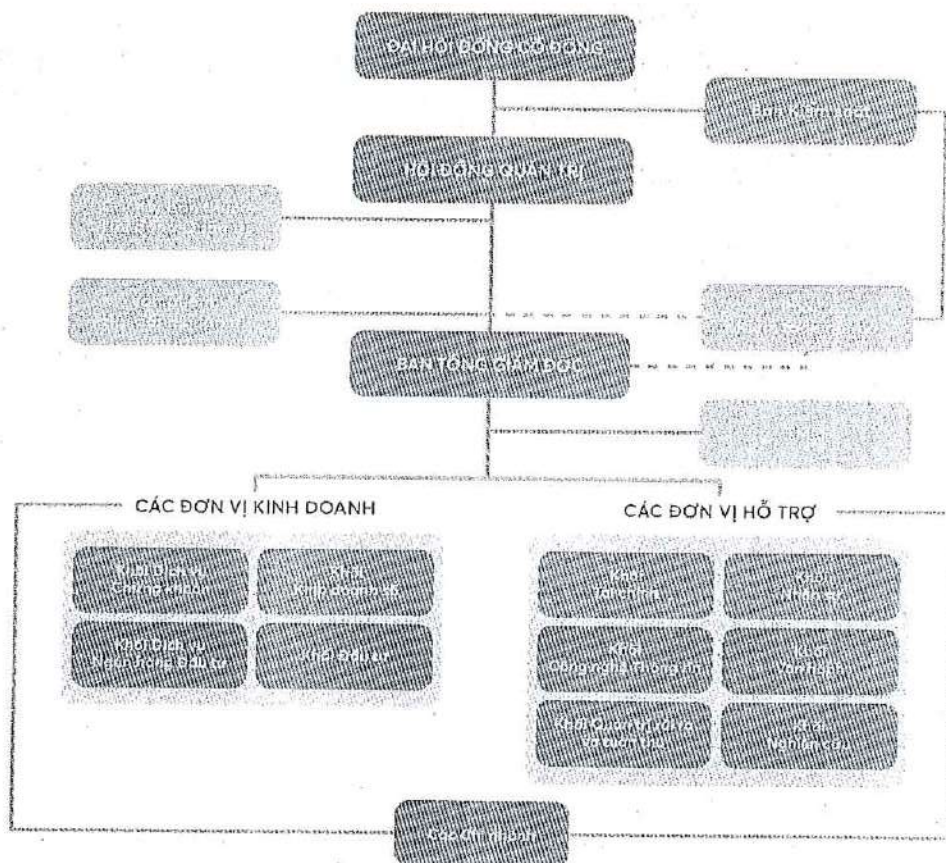 ĐẠI HỘI ĐỒNG CỔ ĐÔNG
Ban Kiểm soát
HỘI ĐỒNG QUẢN TRỊ
BAN TỔNG GIÁM ĐỐC
CÁC ĐƠN VỊ KINH DOANH
CÁC ĐƠN VỊ HỖ TRỢ
Khối Dịch vụ
Chứng khoán
Khối
Kinh doanh số
Khối
Tài chính
Khối
Nhân sự
Khối Dịch vụ
Ngân hàng Đầu tư
Khối Đầu tư
Khối
Công nghệ Thông tin
Khối
Vận hành
Khối Quản trị rủi ro
và tuân thủ
Khối
Nghiên cứu
Các Chi nhánh